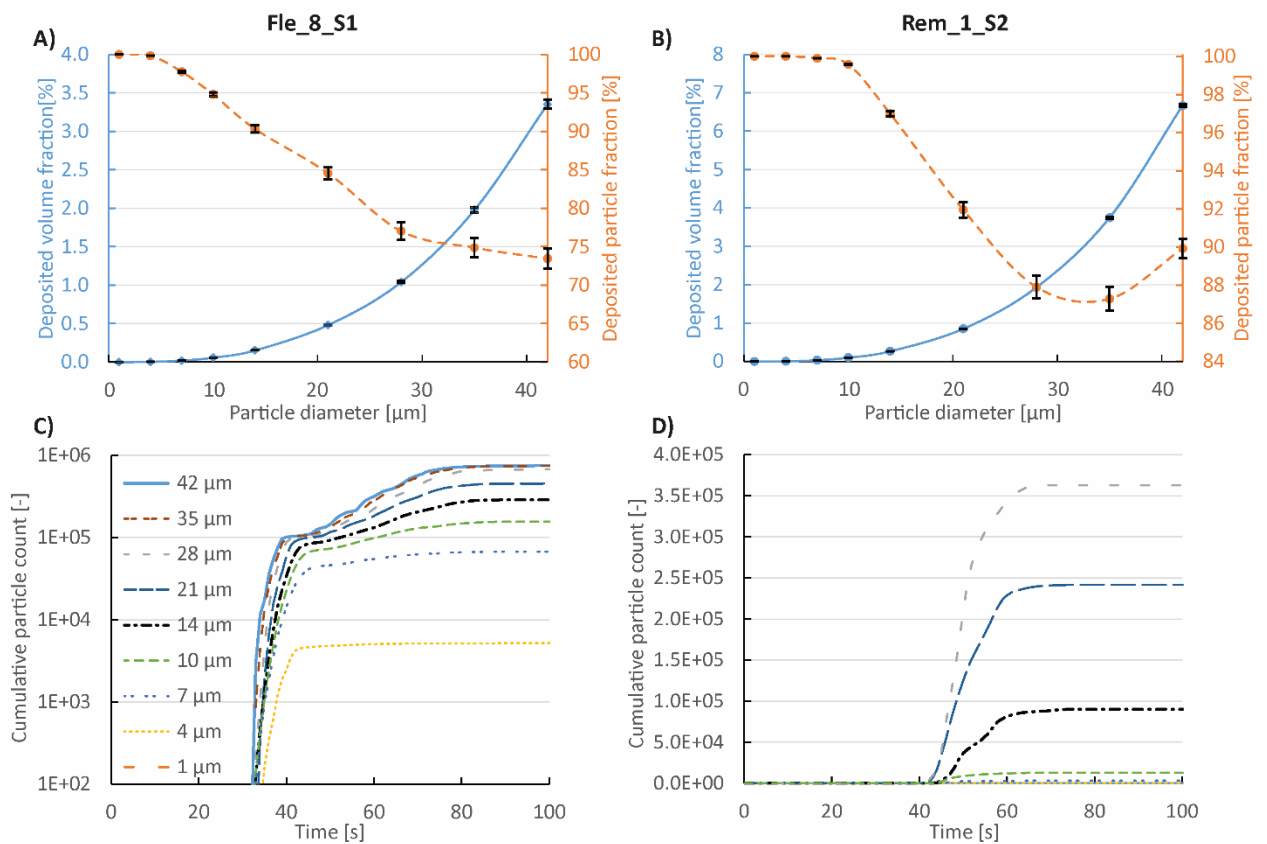 Fle_8_S1
Rem_1_S2
A)
B)
4.0
3.5
3.0
2.5
2.0
1.5
1.0
0.5
0.0
Deposited volume fraction[%]
100
95
90
85
80
75
70
65
60
Deposited particle fraction [%]
0 10 20 30 40
Particle diameter [µm]
8
7
6
5
4
3
2
1
0
Deposited volume fraction[%]
100
98
96
94
92
90
88
86
84
Deposited particle fraction [%]
0 10 20 30 40
Particle diameter [µm]
C)
D)
1E+06
1E+05
1E+04
1E+03
1E+02
Cumulative particle count [-]
42 µm
35 µm
28 µm
21 µm
14 µm
10 µm
7 µm
4 µm
1 µm
0 20 40 60 80 100
Time [s]
4.0E+05
3.5E+05
3.0E+05
2.5E+05
2.0E+05
1.5E+05
1.0E+05
5.0E+04
0.0E+00
Cumulative particle count [-]
0 20 40 60 80 100
Time [s]